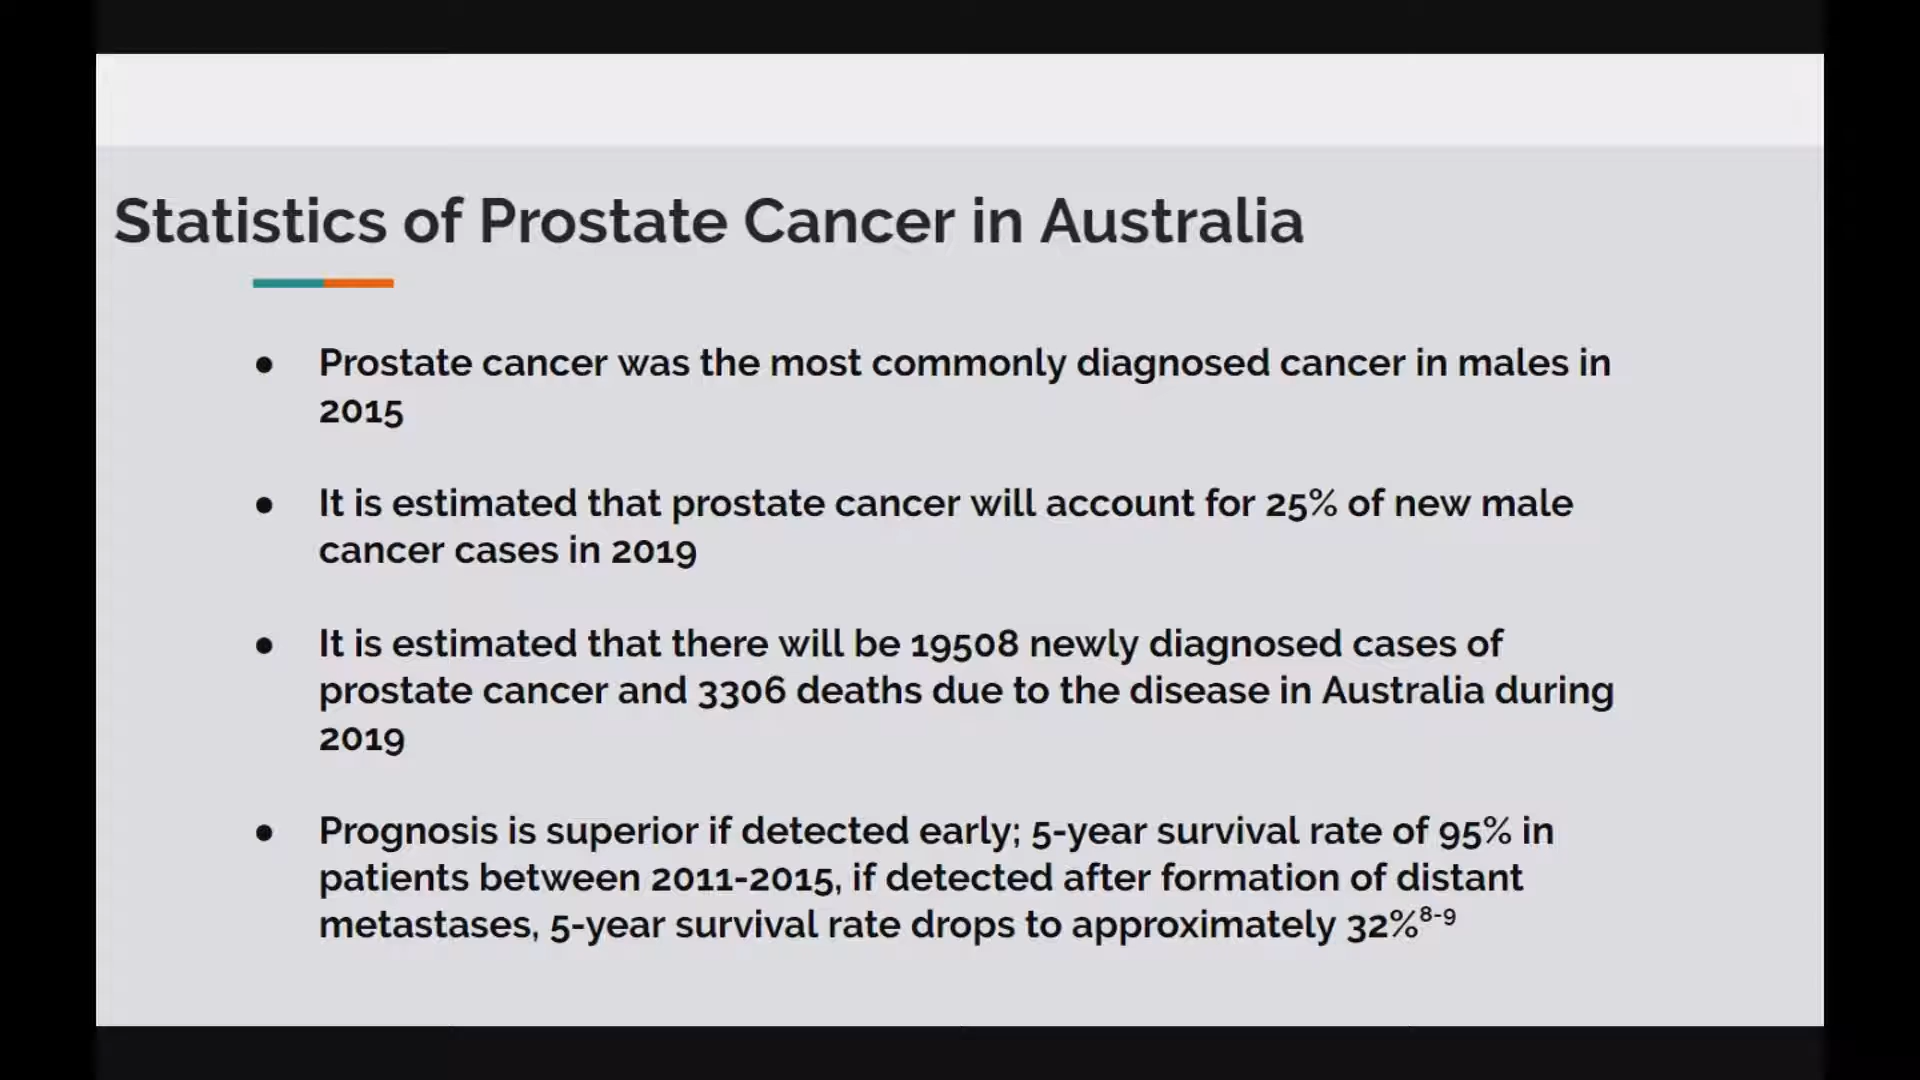 Statistics of Prostate Cancer in Australia
● Prostate cancer was the most commonly diagnosed cancer in males in
2015
● It is estimated that prostate cancer will account for 25% of new male
cancer cases in 2019
● It is estimated that there will be 19508 newly diagnosed cases of
prostate cancer and 3306 deaths due to the disease in Australia during
2019
● Prognosis is superior if detected early; 5-year survival rate of 95% in
patients between 2011-2015, if detected after formation of distant
metastases, 5-year survival rate drops to approximately 32%⁸⁻⁹